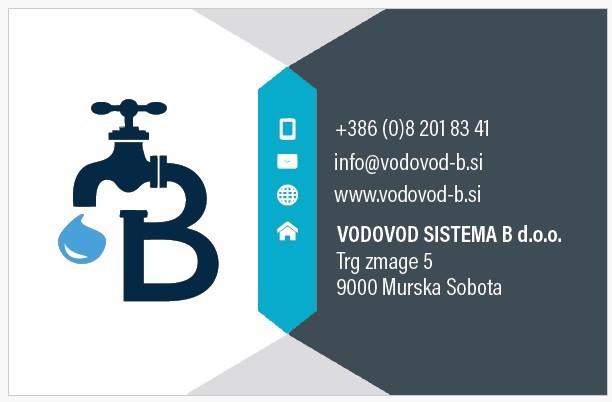 B
+386 (0)8 201 83 41
info@vodovod-b.si
www.vodovod-b.si
VODOVOD SISTEMA B d.o.o.
Trg zmage 5
9000 Murska Sobota